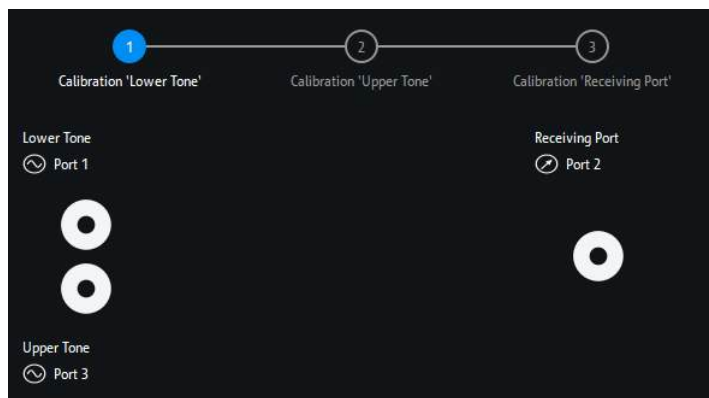 1 2 3
Calibration 'Lower Tone' Calibration 'Upper Tone' Calibration 'Receiving Port'
Lower Tone Receiving Port
Port 1 Port 2
Upper Tone
Port 3